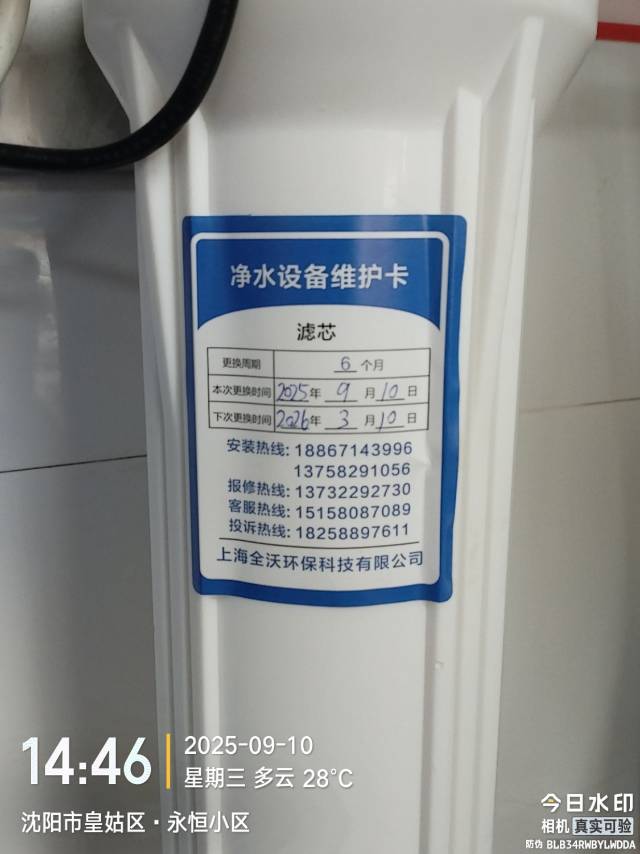 净水设备维护卡
滤芯
更换周期 6 个月
本次更换时间 2025年 9 月 10 日
下次更换时间 2026年 3 月 10 日
安装热线: 18867143996
13758291056
报修热线: 13732292730
客服热线: 15158087089
投诉热线: 18258897611
上海全沃环保科技有限公司
14:46
2025-09-10
星期三 多云 28°C
沈阳市皇姑区·永恒小区
今日水印
相机 真实可验
防伪 BLB34RWBYLWDDA